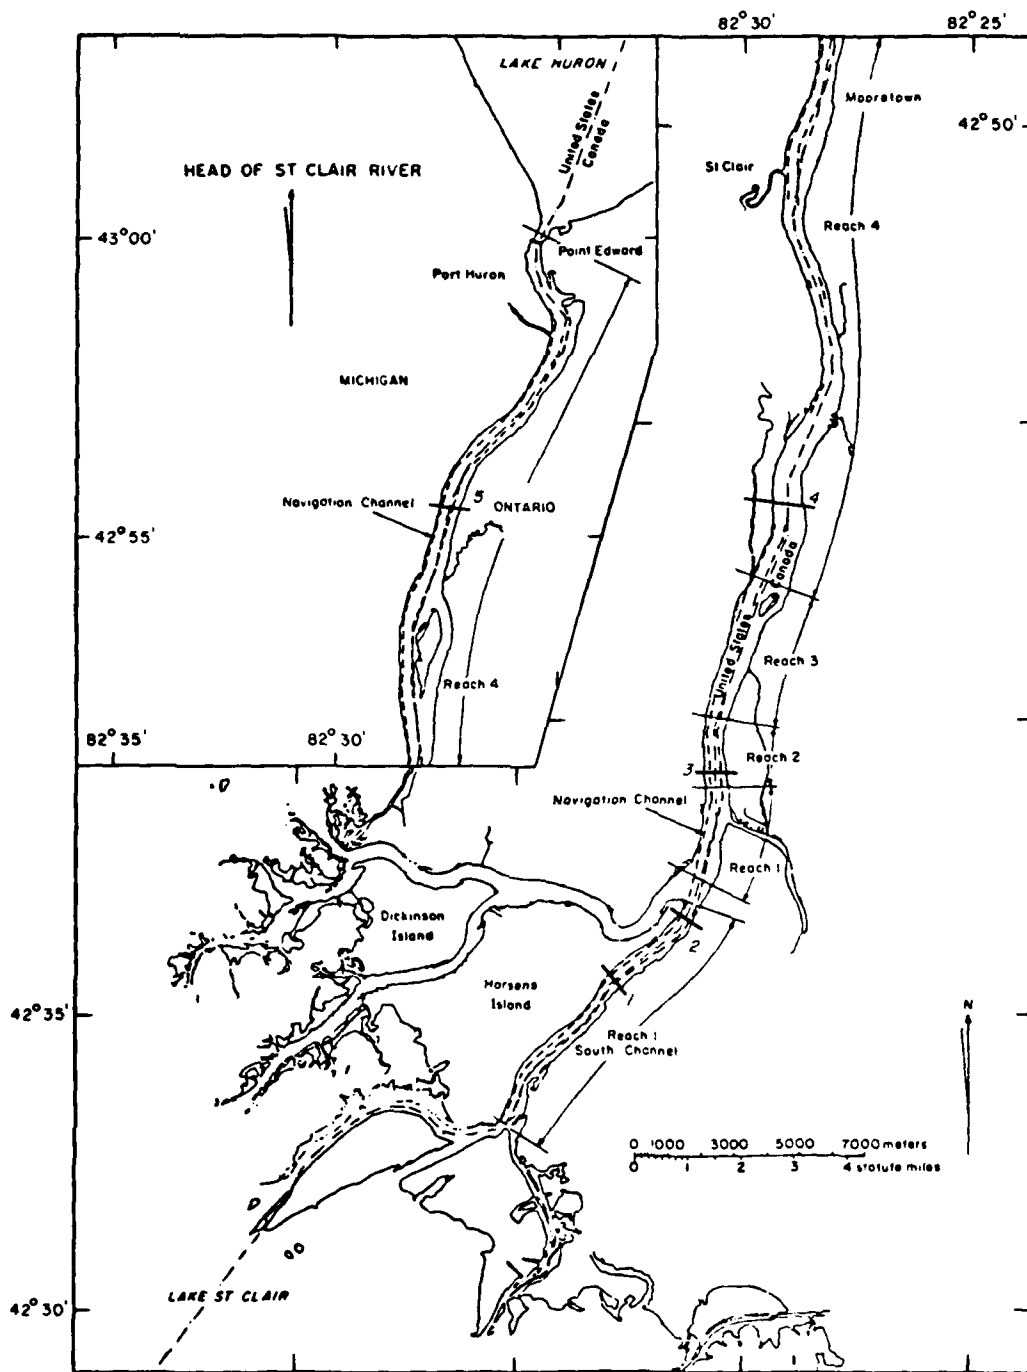 82°30'
82°25'
LAKE HURON
United States
Canada
Mooretown
42°50'
HEAD OF ST CLAIR RIVER
St Clair
Reach 4
43°00'
Point Edward
Port Huron
MICHIGAN
Navigation Channel
5
ONTARIO
4
42°55'
United States
Canada
Reach 3
Reach 4
82°35'
82°30'
3
Reach 2
Navigation Channel
Reach 1
Dickinson
Island
2
Harsens
Island
1
42°35'
N
Reach 1
South Channel
0 1000 3000 5000 7000 meters
0 1 2 3 4 statute miles
42°30'
LAKE ST CLAIR